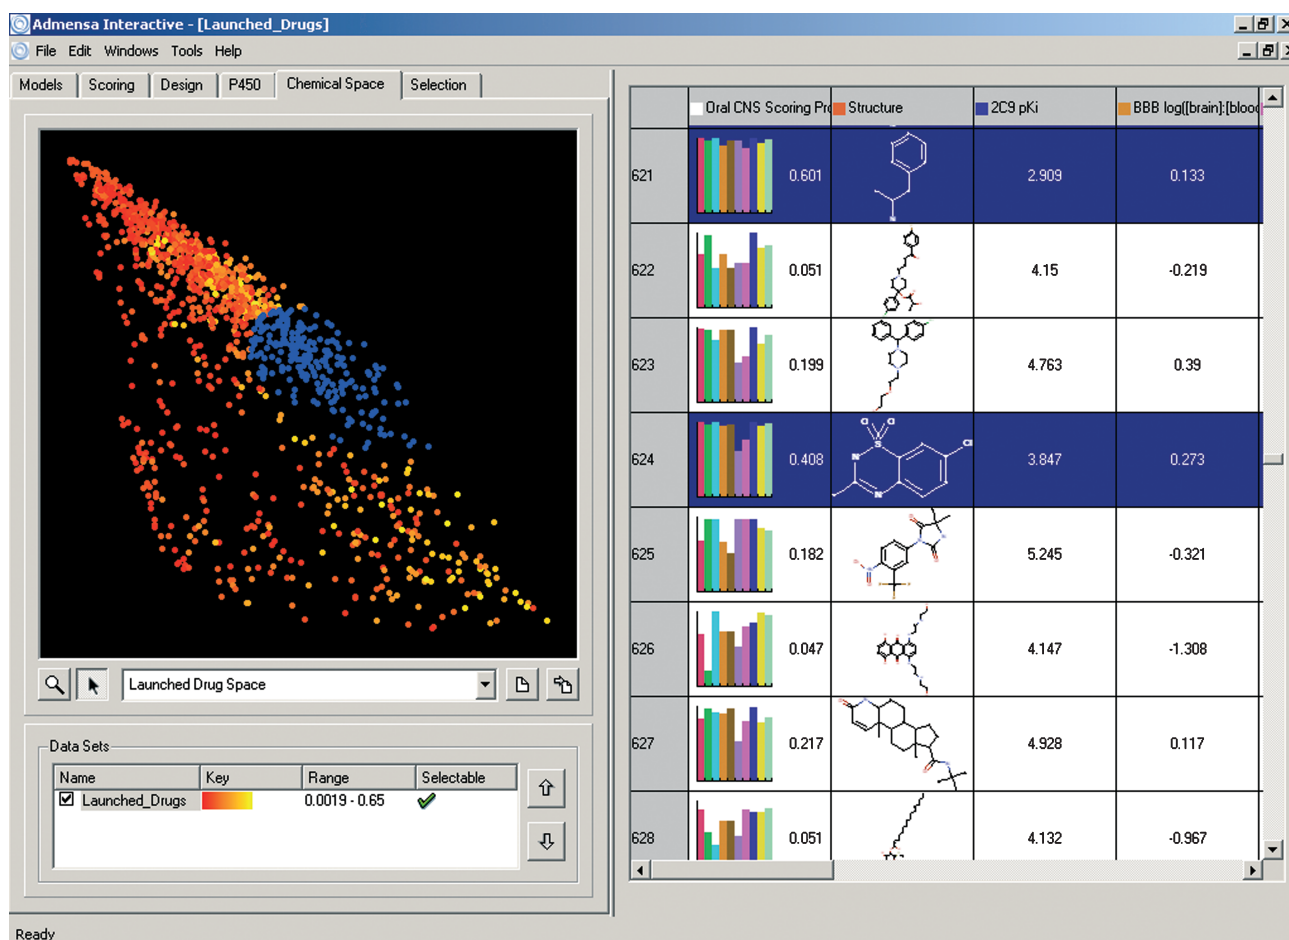 Admensa Interactive - [Launched_Drugs]
File Edit Windows Tools Help
Models Scoring Design P450 Chemical Space Selection
Oral CNS Scoring Pro Structure 2C9 pKi BBB log([brain]:[blood
621 0.601 N 2.909 0.133
622 0.051 4.15 -0.219
623 0.199 4.763 0.39
624 0.408 O O S N N Cl 3.847 0.273
625 0.182 5.245 -0.321
626 0.047 4.147 -1.308
627 0.217 4.928 0.117
628 0.051 4.132 -0.967
Launched Drug Space
Data Sets
Name Key Range Selectable
Launched_Drugs 0.0019 - 0.65
Ready